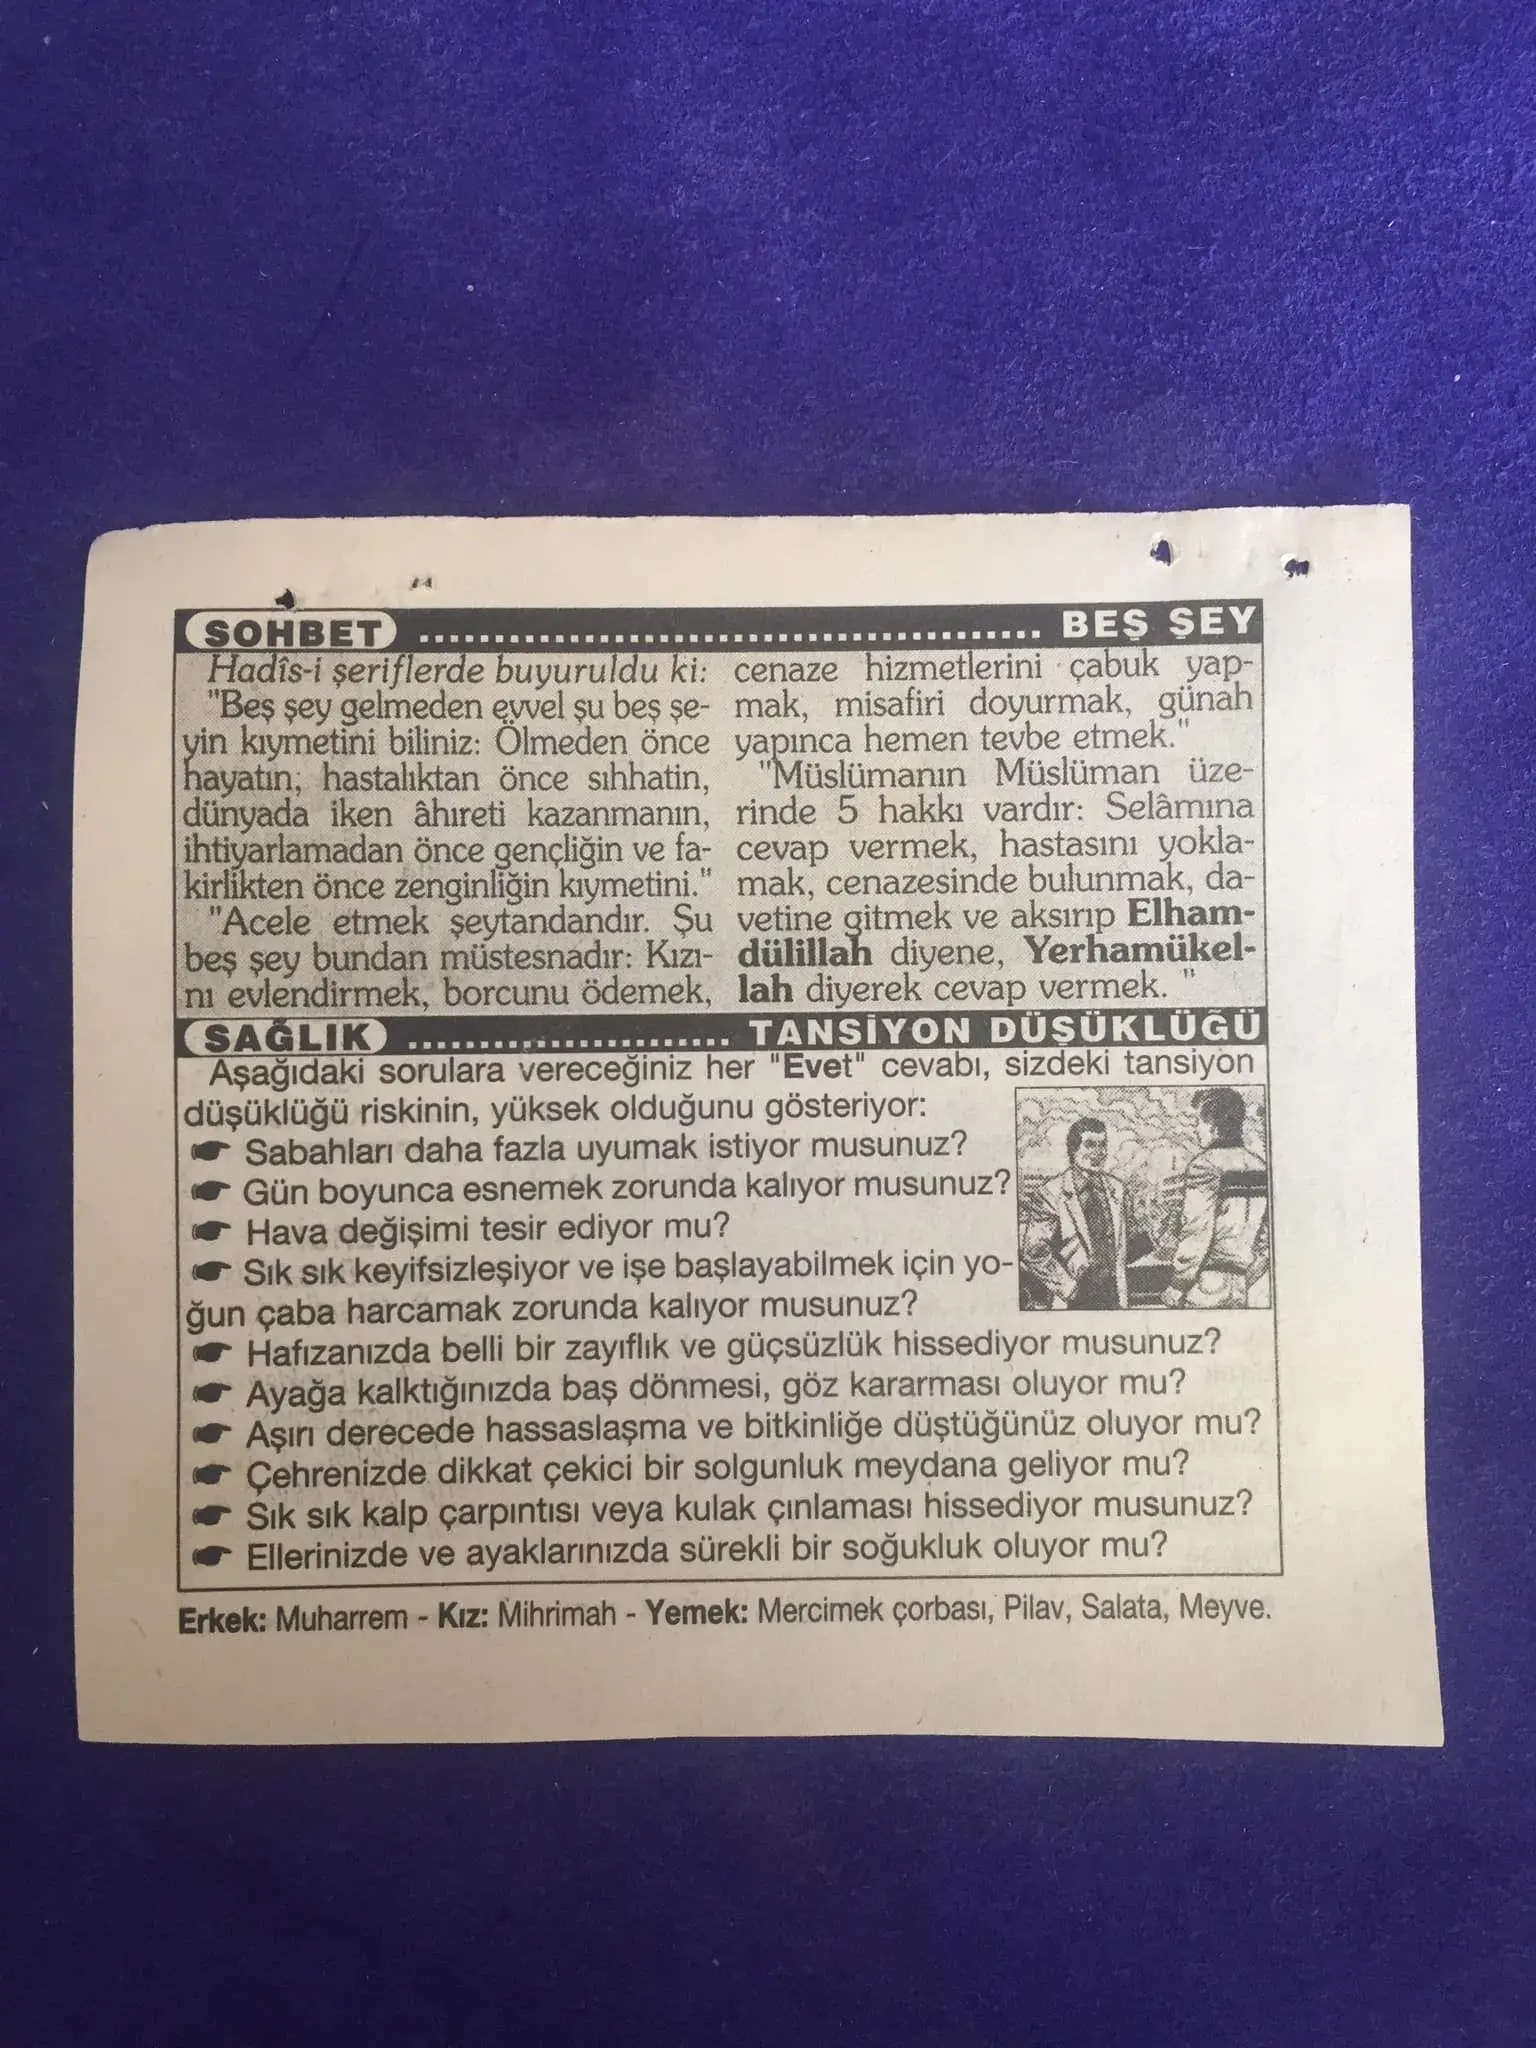 SOHBET ........................................ BEŞ ŞEY
Hadîs-i şeriflerde buyuruldu ki:
"Beş şey gelmeden evvel şu beş şe-
yin kıymetini biliniz: Ölmeden önce
hayatın, hastalıktan önce sıhhatin,
dünyada iken âhıreti kazanmanın,
ihtiyarlamadan önce gençliğin ve fa-
kirlikten önce zenginliğin kıymetini."
"Acele etmek şeytandandır. Şu
beş şey bundan müstesnadır: Kızı-
nı evlendirmek, borcunu ödemek,
cenaze hizmetlerini çabuk yap-
mak, misafiri doyurmak, günah
yapınca hemen tevbe etmek."
"Müslümanın Müslüman üze-
rinde 5 hakkı vardır: Selâmına
cevap vermek, hastasını yokla-
mak, cenazesinde bulunmak, da-
vetine gitmek ve aksırıp Elham-
dülillah diyene, Yerhamükel-
lah diyerek cevap vermek. "
SAĞLIK ....................... TANSİYON DÜŞÜKLÜĞÜ
Aşağıdaki sorulara vereceğiniz her "Evet" cevabı, sizdeki tansiyon
düşüklüğü riskinin, yüksek olduğunu gösteriyor:
☛ Sabahları daha fazla uyumak istiyor musunuz?
☛ Gün boyunca esnemek zorunda kalıyor musunuz?
☛ Hava değişimi tesir ediyor mu?
☛ Sık sık keyifsizleşiyor ve işe başlayabilmek için yo-
ğun çaba harcamak zorunda kalıyor musunuz?
☛ Hafızanızda belli bir zayıflık ve güçsüzlük hissediyor musunuz?
☛ Ayağa kalktığınızda baş dönmesi, göz kararması oluyor mu?
☛ Aşırı derecede hassaslaşma ve bitkinliğe düştüğünüz oluyor mu?
☛ Çehrenizde dikkat çekici bir solgunluk meydana geliyor mu?
☛ Sık sık kalp çarpıntısı veya kulak çınlaması hissediyor musunuz?
☛ Ellerinizde ve ayaklarınızda sürekli bir soğukluk oluyor mu?
Erkek: Muharrem - Kız: Mihrimah - Yemek: Mercimek çorbası, Pilav, Salata, Meyve.